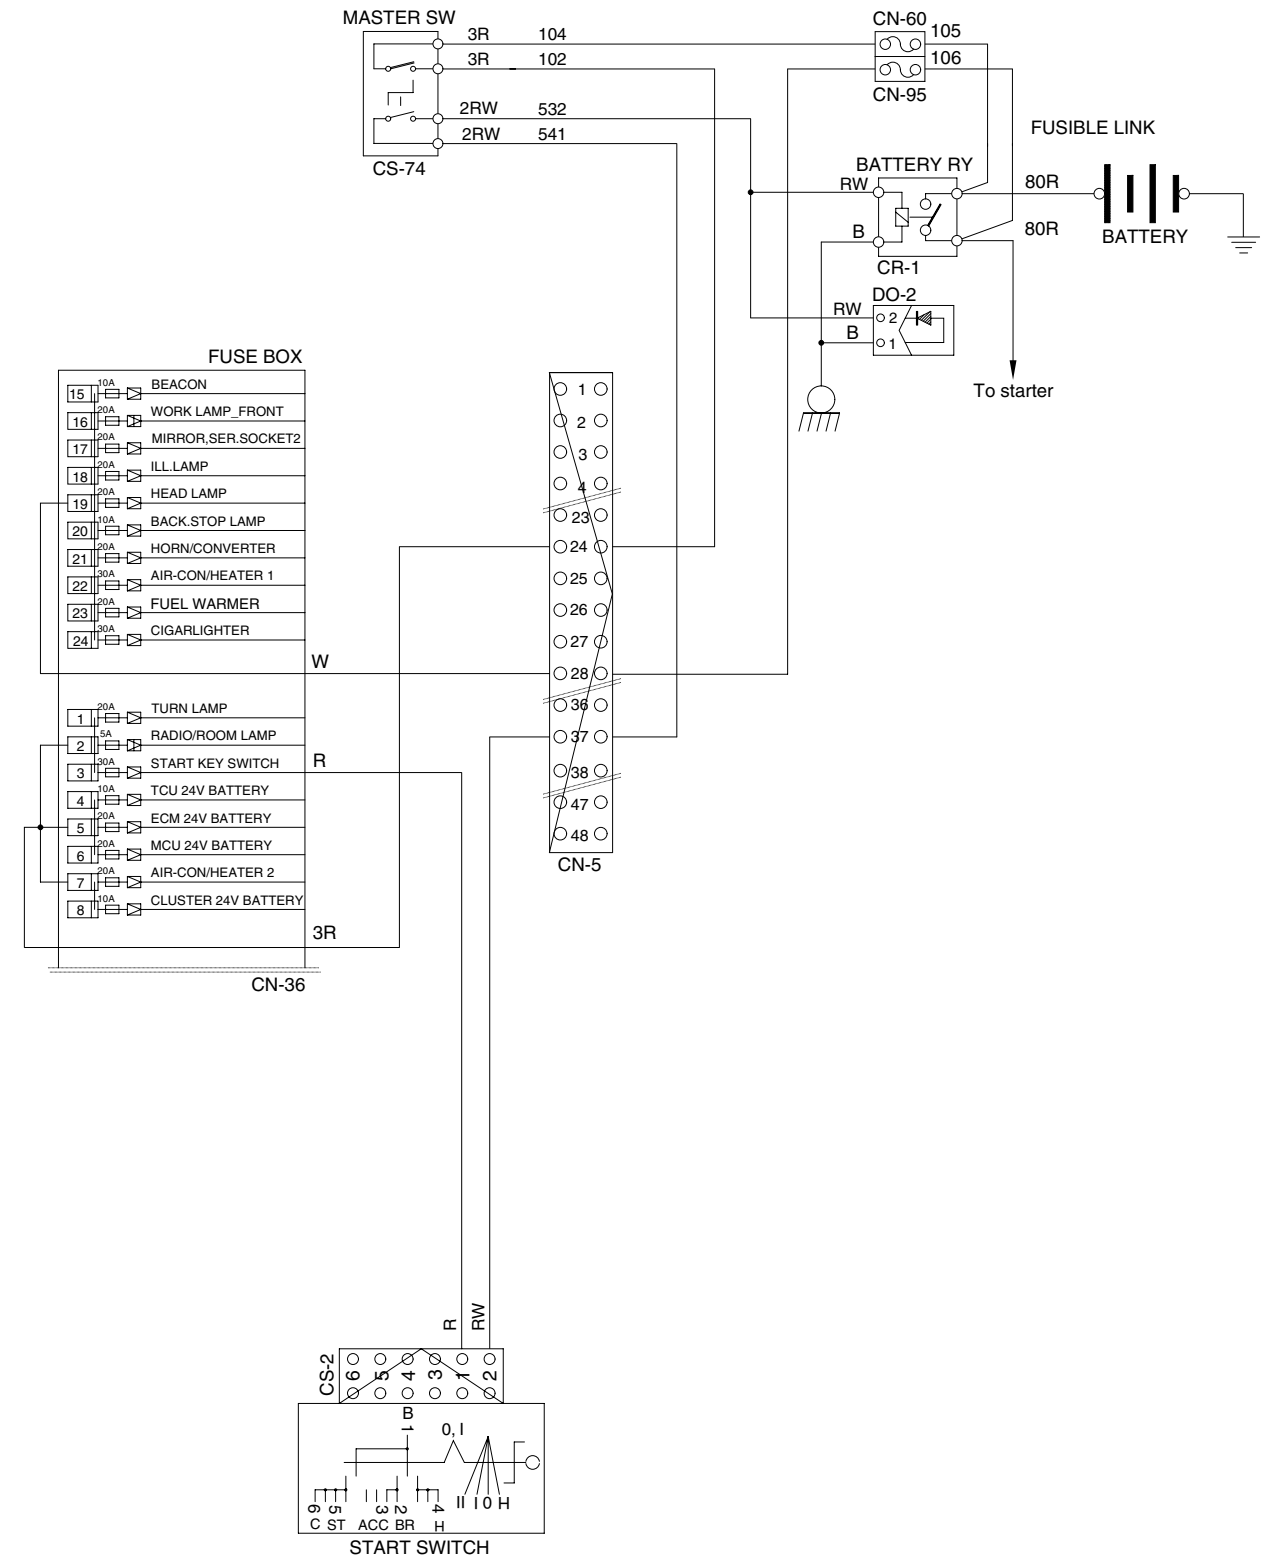 MASTER SW
3R 104
3R 102
2RW 532
2RW 541
CS-74
CN-60
105
106
CN-95
FUSIBLE LINK
BATTERY RY
RW
B
CR-1
80R
80R
BATTERY
DO-2
RW 2
B 1
To starter
FUSE BOX
15 10A BEACON
16 20A WORK LAMP_FRONT
17 20A MIRROR,SER.SOCKET2
18 20A ILL.LAMP
19 20A HEAD LAMP
20 10A BACK.STOP LAMP
21 20A HORN/CONVERTER
22 30A AIR-CON/HEATER 1
23 20A FUEL WARMER
24 30A CIGARLIGHTER
W
1 20A TURN LAMP
2 5A RADIO/ROOM LAMP
3 30A START KEY SWITCH
R
4 10A TCU 24V BATTERY
5 20A ECM 24V BATTERY
6 20A MCU 24V BATTERY
7 20A AIR-CON/HEATER 2
8 10A CLUSTER 24V BATTERY
3R
CN-36
1
2
3
4
23
24
25
26
27
28
36
37
38
47
48
CN-5
R RW
CS-2
6 5 4 3 1 2
B
1
0, I
II I 0 H
6 5 3 2 4
C ST ACC BR H
START SWITCH